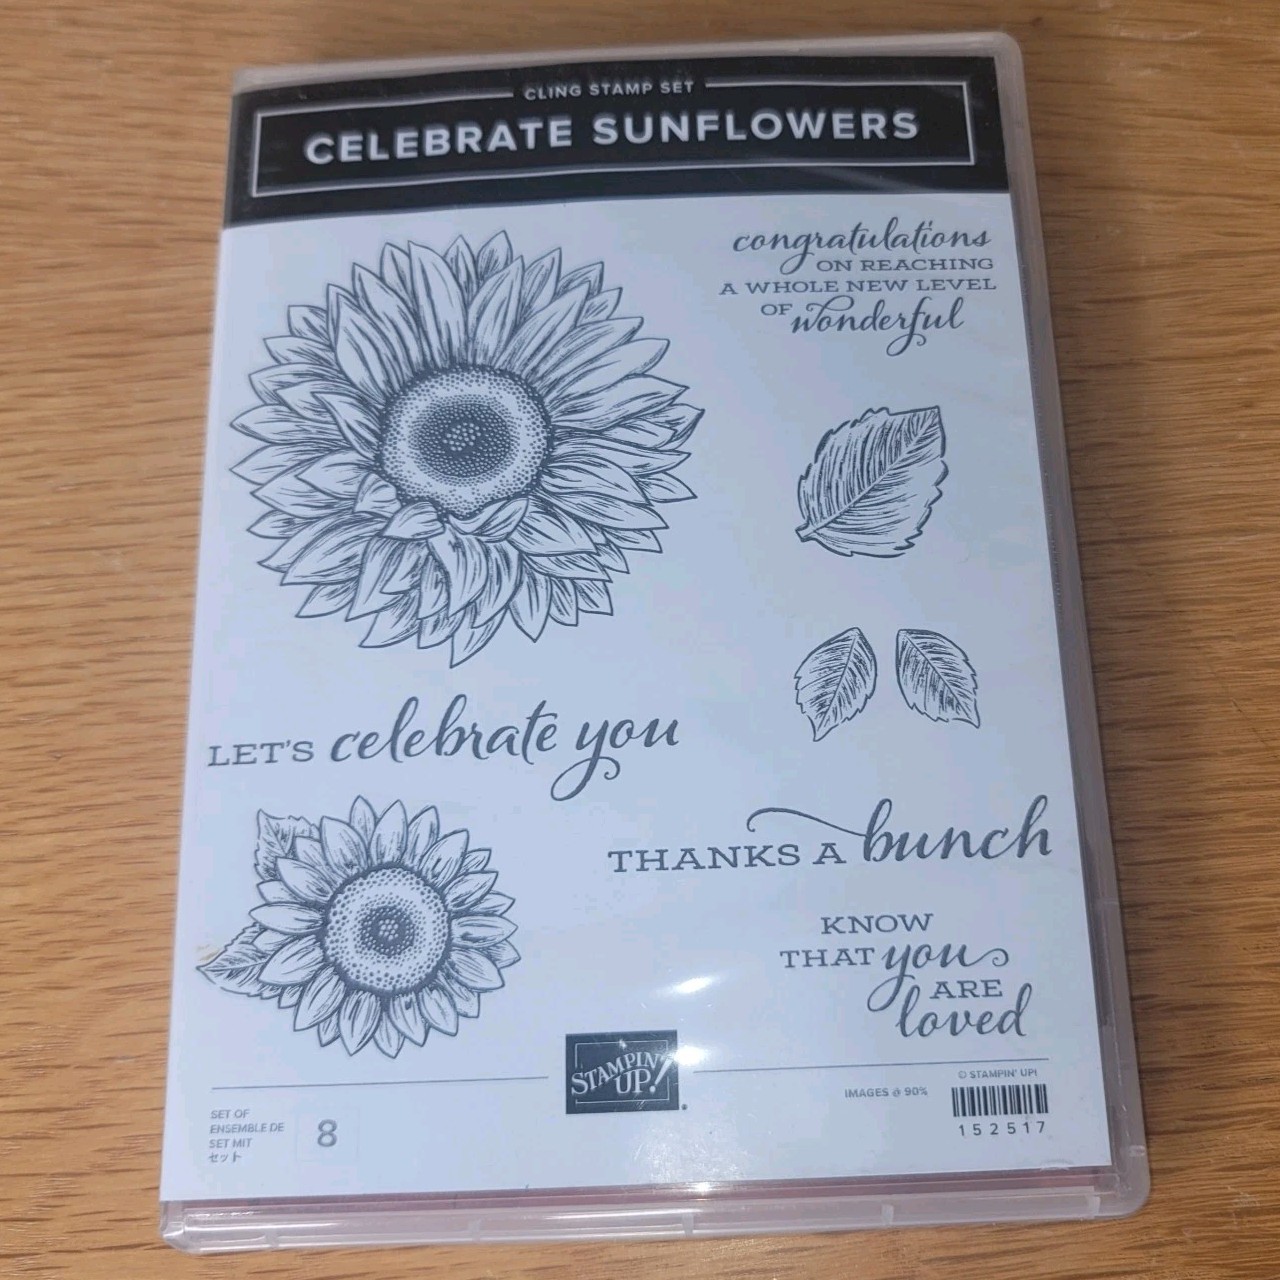 CLING STAMP SET
CELEBRATE SUNFLOWERS
congratulations
ON REACHING
A WHOLE NEW LEVEL
OF wonderful
LET'S celebrate you
THANKS A bunch
KNOW
THAT you
ARE
loved
STAMPIN'
UP!
© STAMPIN' UP!
IMAGES @ 90%
152517
SET OF
ENSEMBLE DE
SET MIT
セット
8